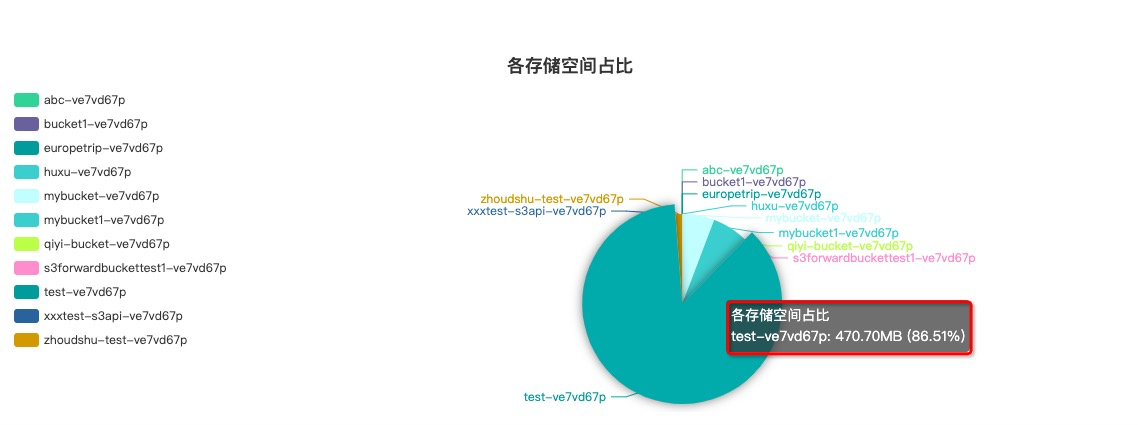 各存储空间占比
abc-ve7vd67p
bucket1-ve7vd67p
europetrip-ve7vd67p
huxu-ve7vd67p
mybucket-ve7vd67p
mybucket1-ve7vd67p
qiyi-bucket-ve7vd67p
s3forwardbuckettest1-ve7vd67p
test-ve7vd67p
xxxtest-s3api-ve7vd67p
zhoudshu-test-ve7vd67p
abc-ve7vd67p
bucket1-ve7vd67p
europetrip-ve7vd67p
huxu-ve7vd67p
mybucket-ve7vd67p
mybucket1-ve7vd67p
qiyi-bucket-ve7vd67p
s3forwardbuckettest1-ve7vd67p
zhoudshu-test-ve7vd67p
xxxtest-s3api-ve7vd67p
各存储空间占比
test-ve7vd67p: 470.70MB (86.51%)
test-ve7vd67p